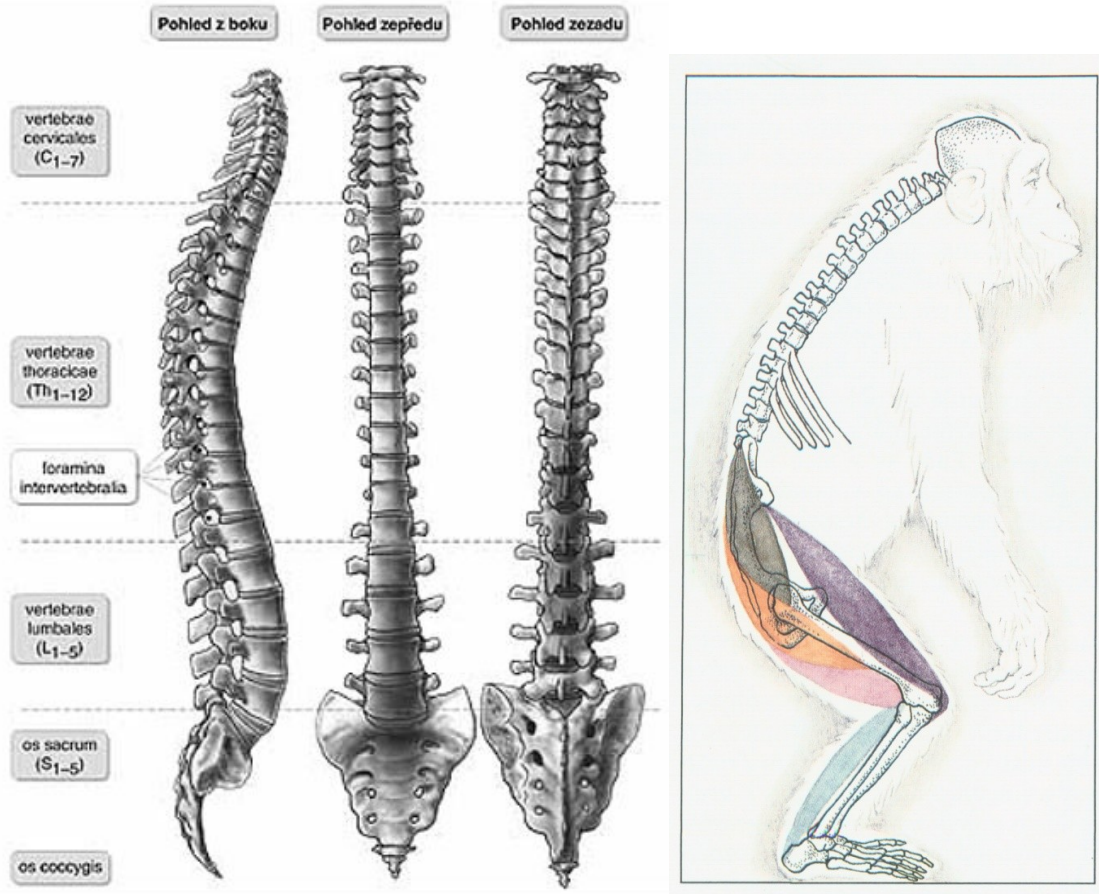 Pohled z boku
Pohled zepředu
Pohled zezadu
vertebrae
cervicales
(C1–7)
vertebrae
thoracicae
(Th1–12)
foramina
intervertebralia
vertebrae
lumbales
(L1–5)
os sacrum
(S1–5)
os coccygis